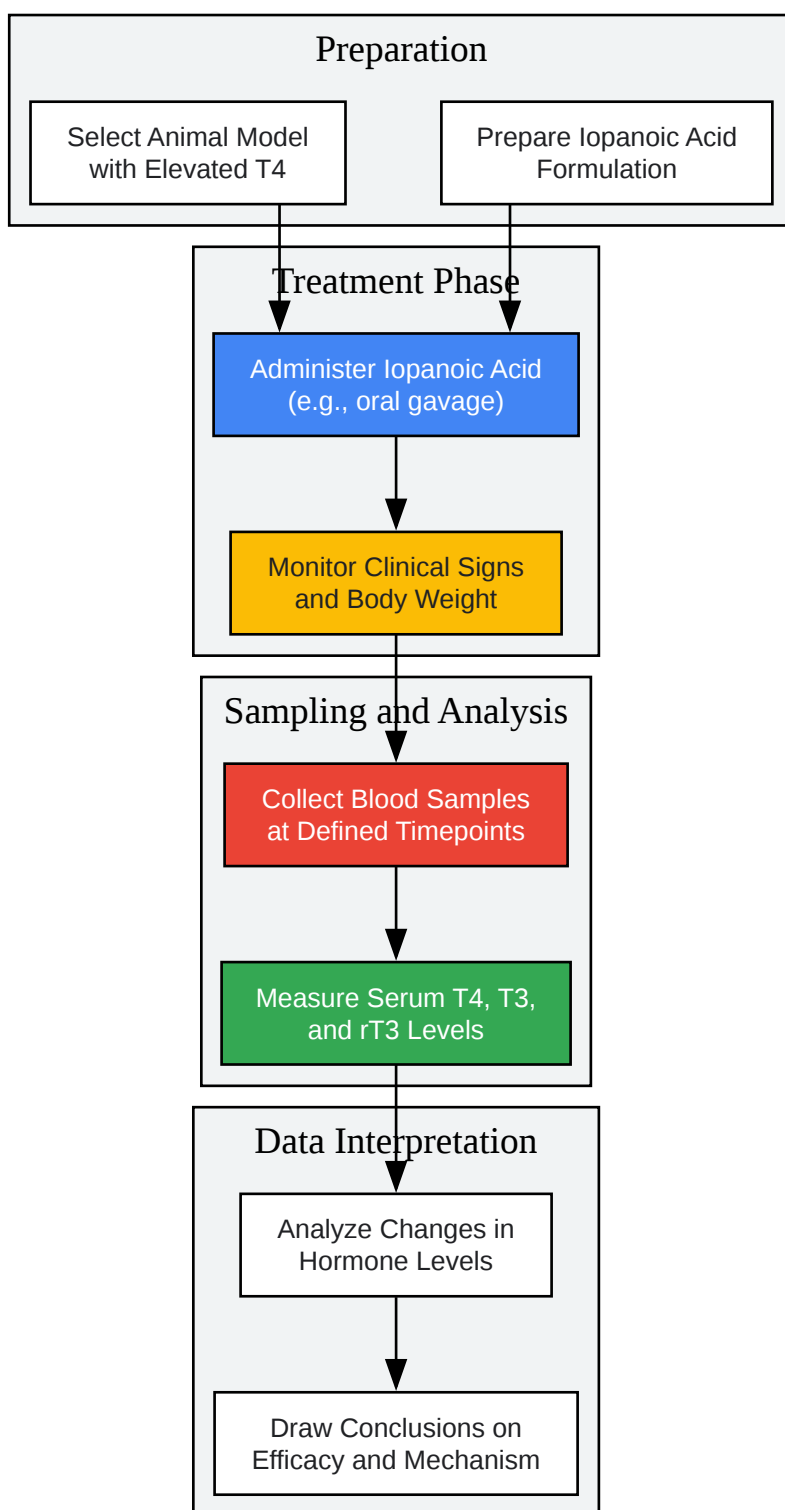 Preparation
Select Animal Model
with Elevated T4
Prepare Iopanoic Acid
Formulation
Treatment Phase
Administer Iopanoic Acid
(e.g., oral gavage)
Monitor Clinical Signs
and Body Weight
Sampling and Analysis
Collect Blood Samples
at Defined Timepoints
Measure Serum T4, T3,
and rT3 Levels
Data Interpretation
Analyze Changes in
Hormone Levels
Draw Conclusions on
Efficacy and Mechanism